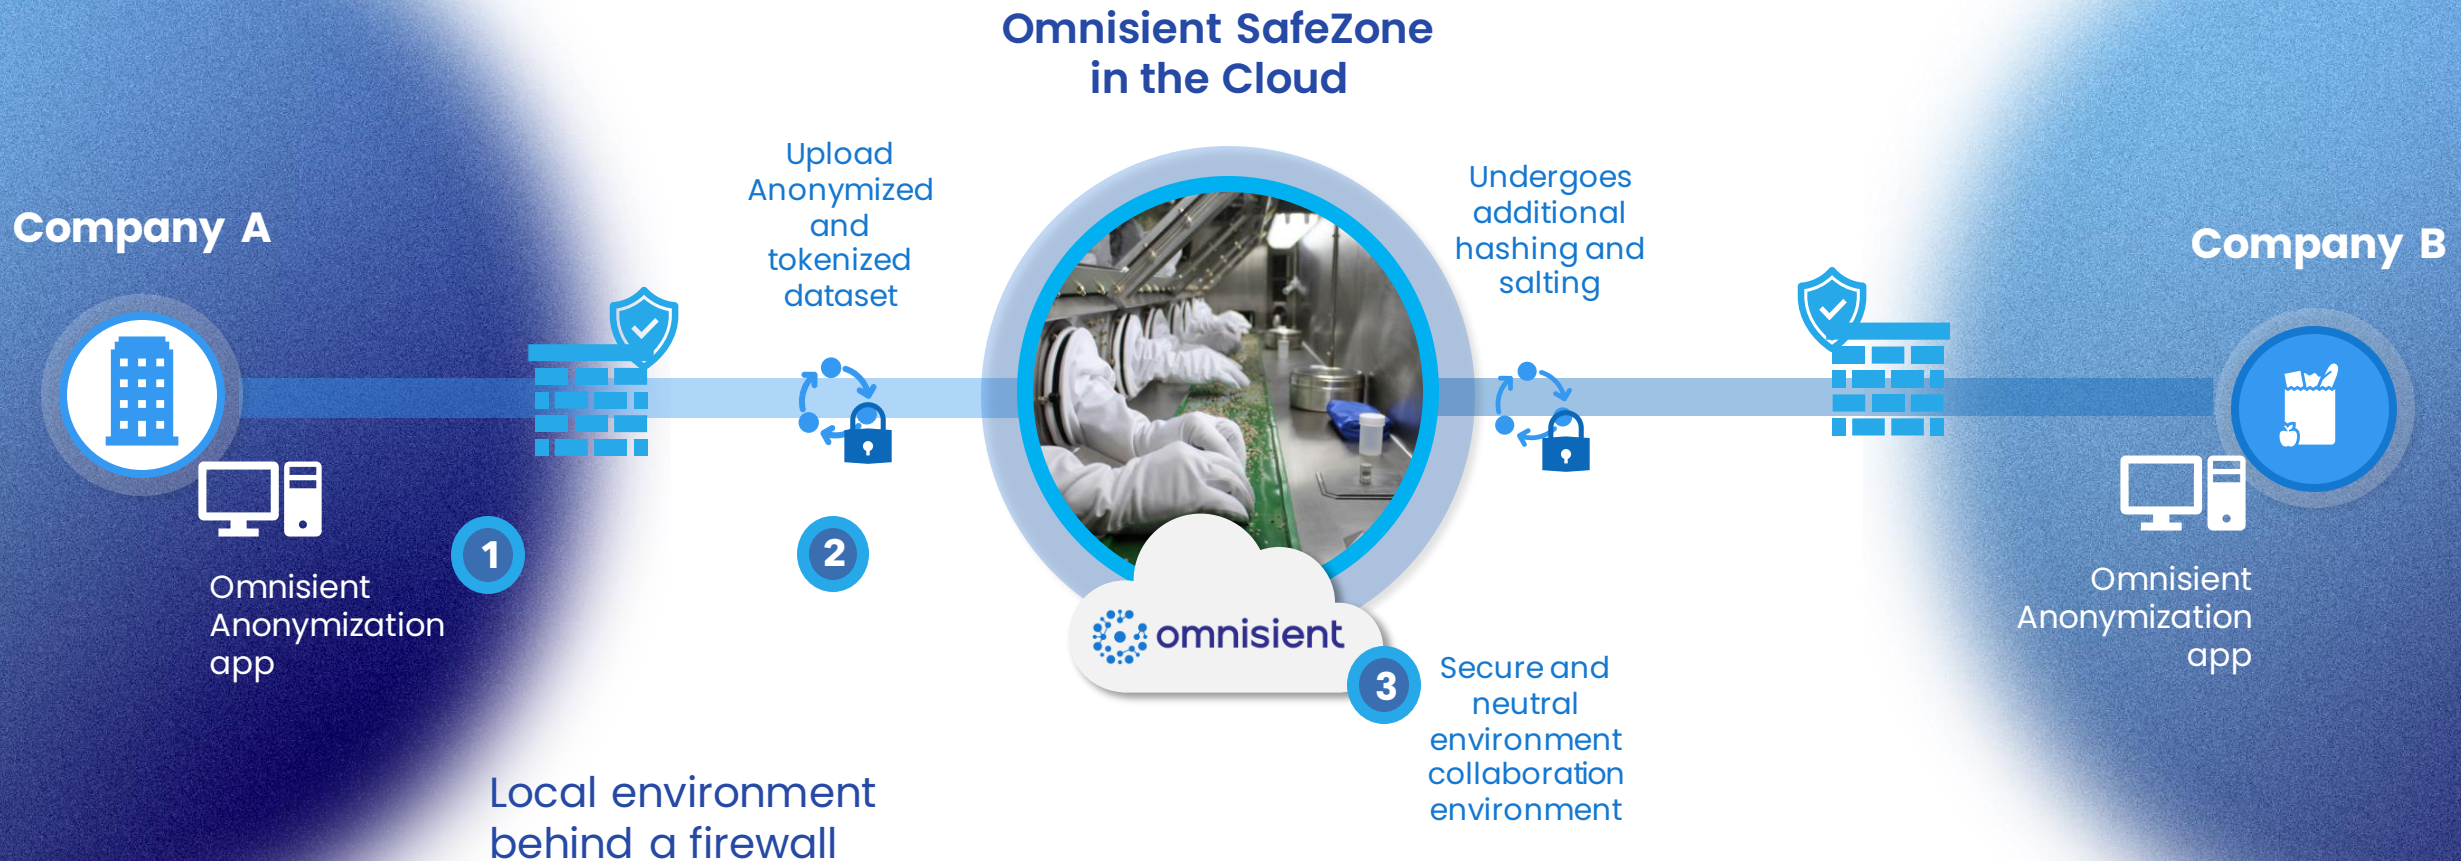 Omnisient SafeZone
in the Cloud
Company A
Omnisient
Anonymization
app
1
Upload
Anonymized
and
tokenized
dataset
2
Undergoes
additional
hashing and
salting
omnisient
3
Secure and
neutral
environment
collaboration
environment
Company B
Omnisient
Anonymization
app
Local environment
behind a firewall